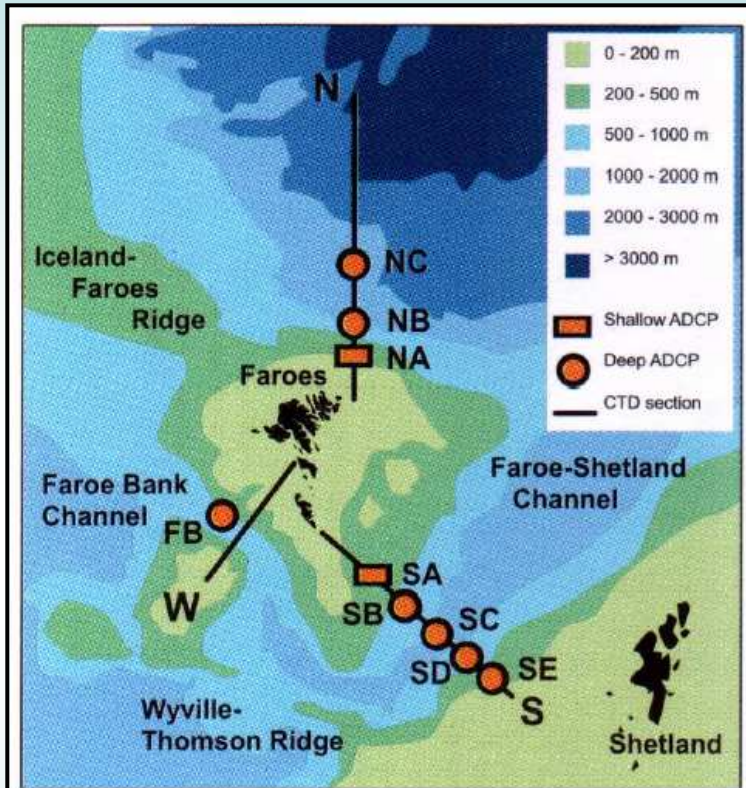 N
0 - 200 m
200 - 500 m
500 - 1000 m
1000 - 2000 m
2000 - 3000 m
> 3000 m
Shallow ADCP
Deep ADCP
CTD section
Iceland-
Faroes
Ridge
NC
NB
NA
Faroes
Faroe-Shetland
Channel
Faroe Bank
Channel
FB
W
SA
SB
SC
SD
SE
S
Wyville-
Thomson Ridge
Shetland